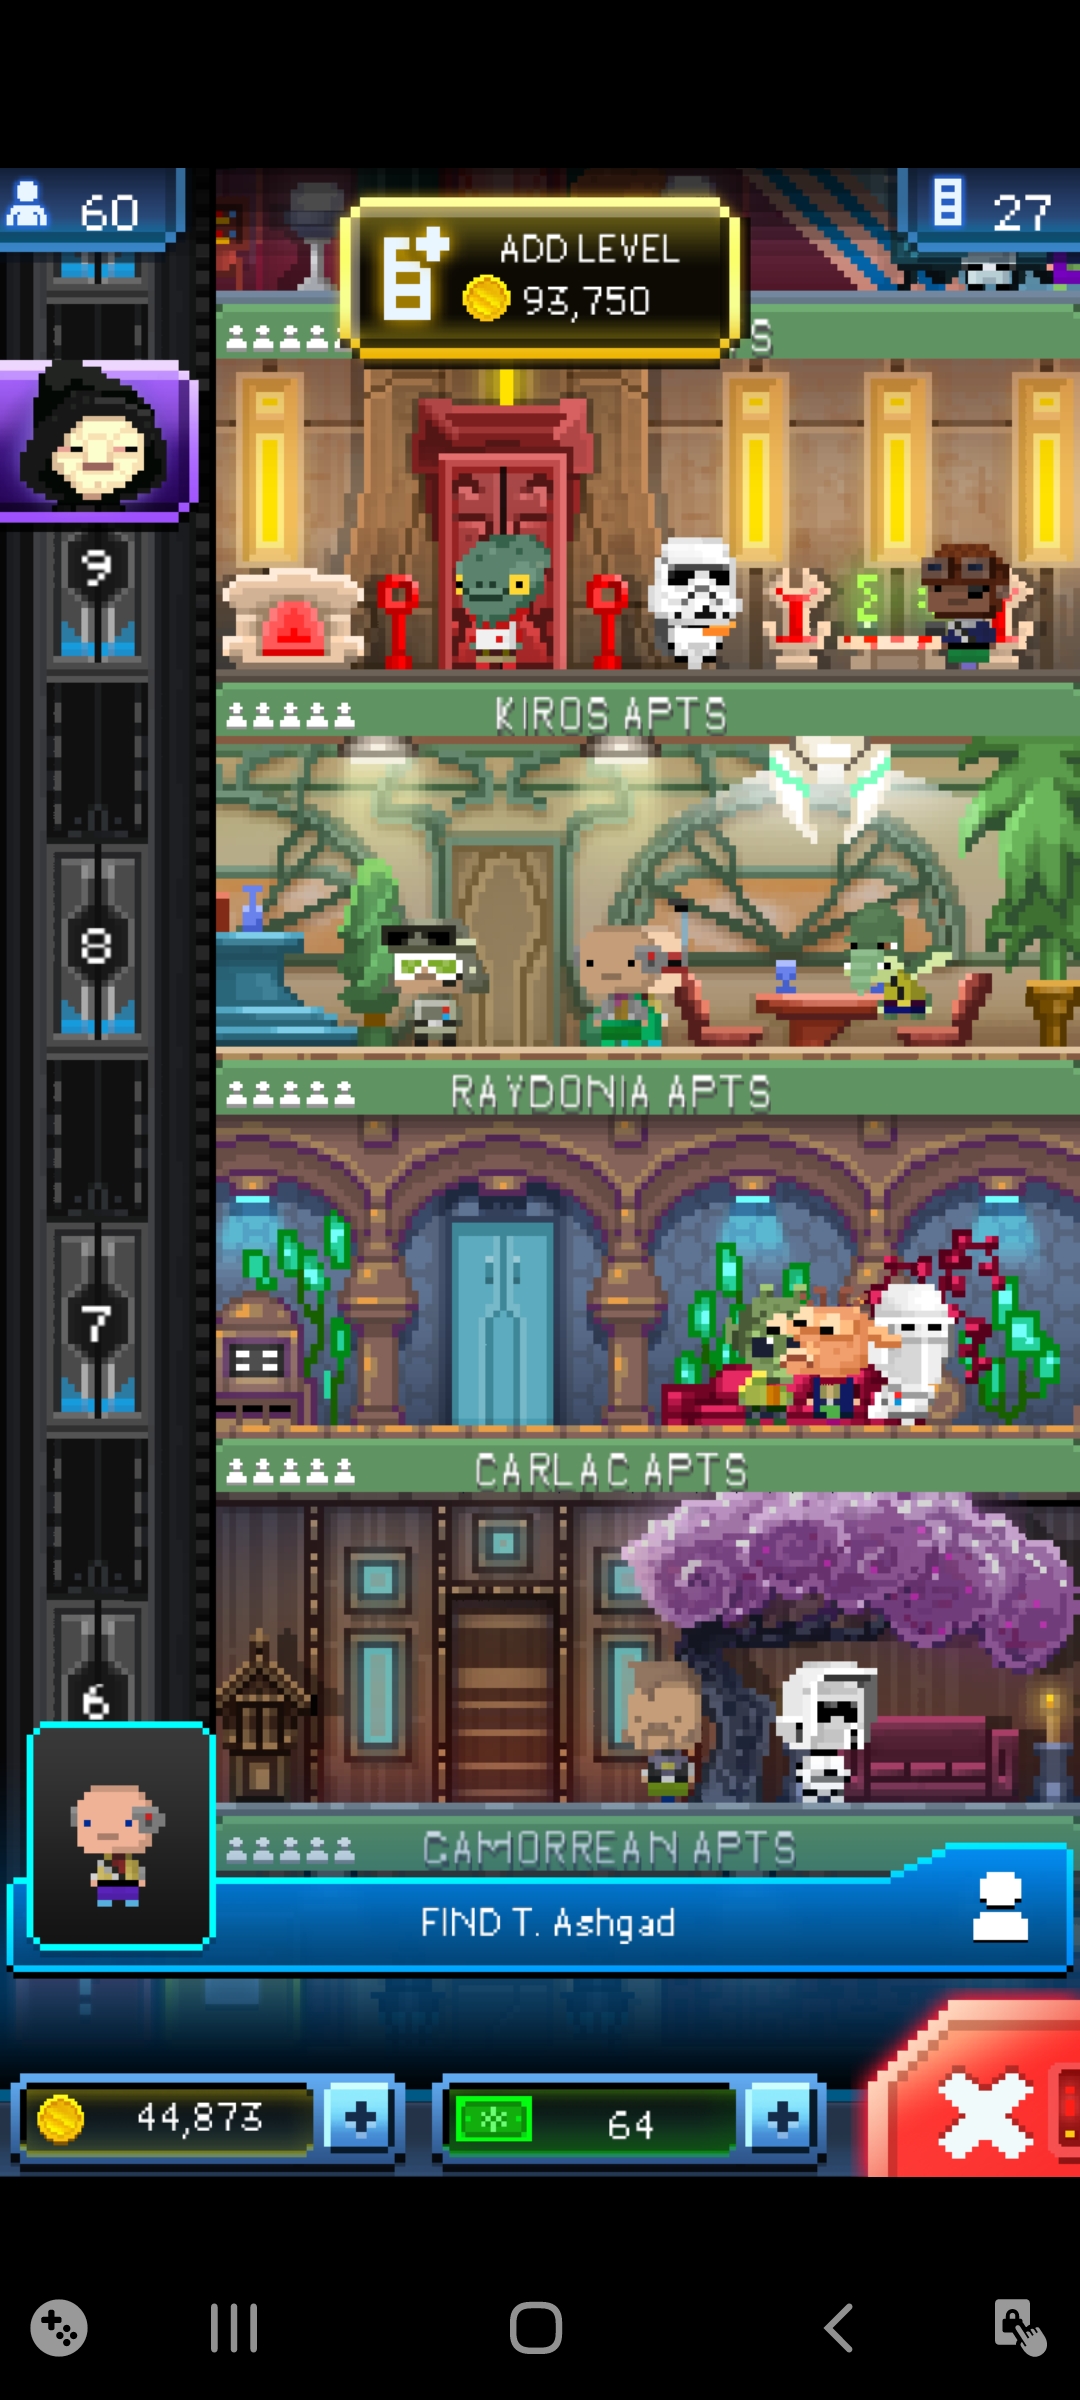 60
27
ADD LEVEL
93,750
S
9
KIROS APTS
8
RAYDONIA APTS
7
CARLAC APTS
6
CAMORREAN APTS
FIND T. Ashgad
44,873
64